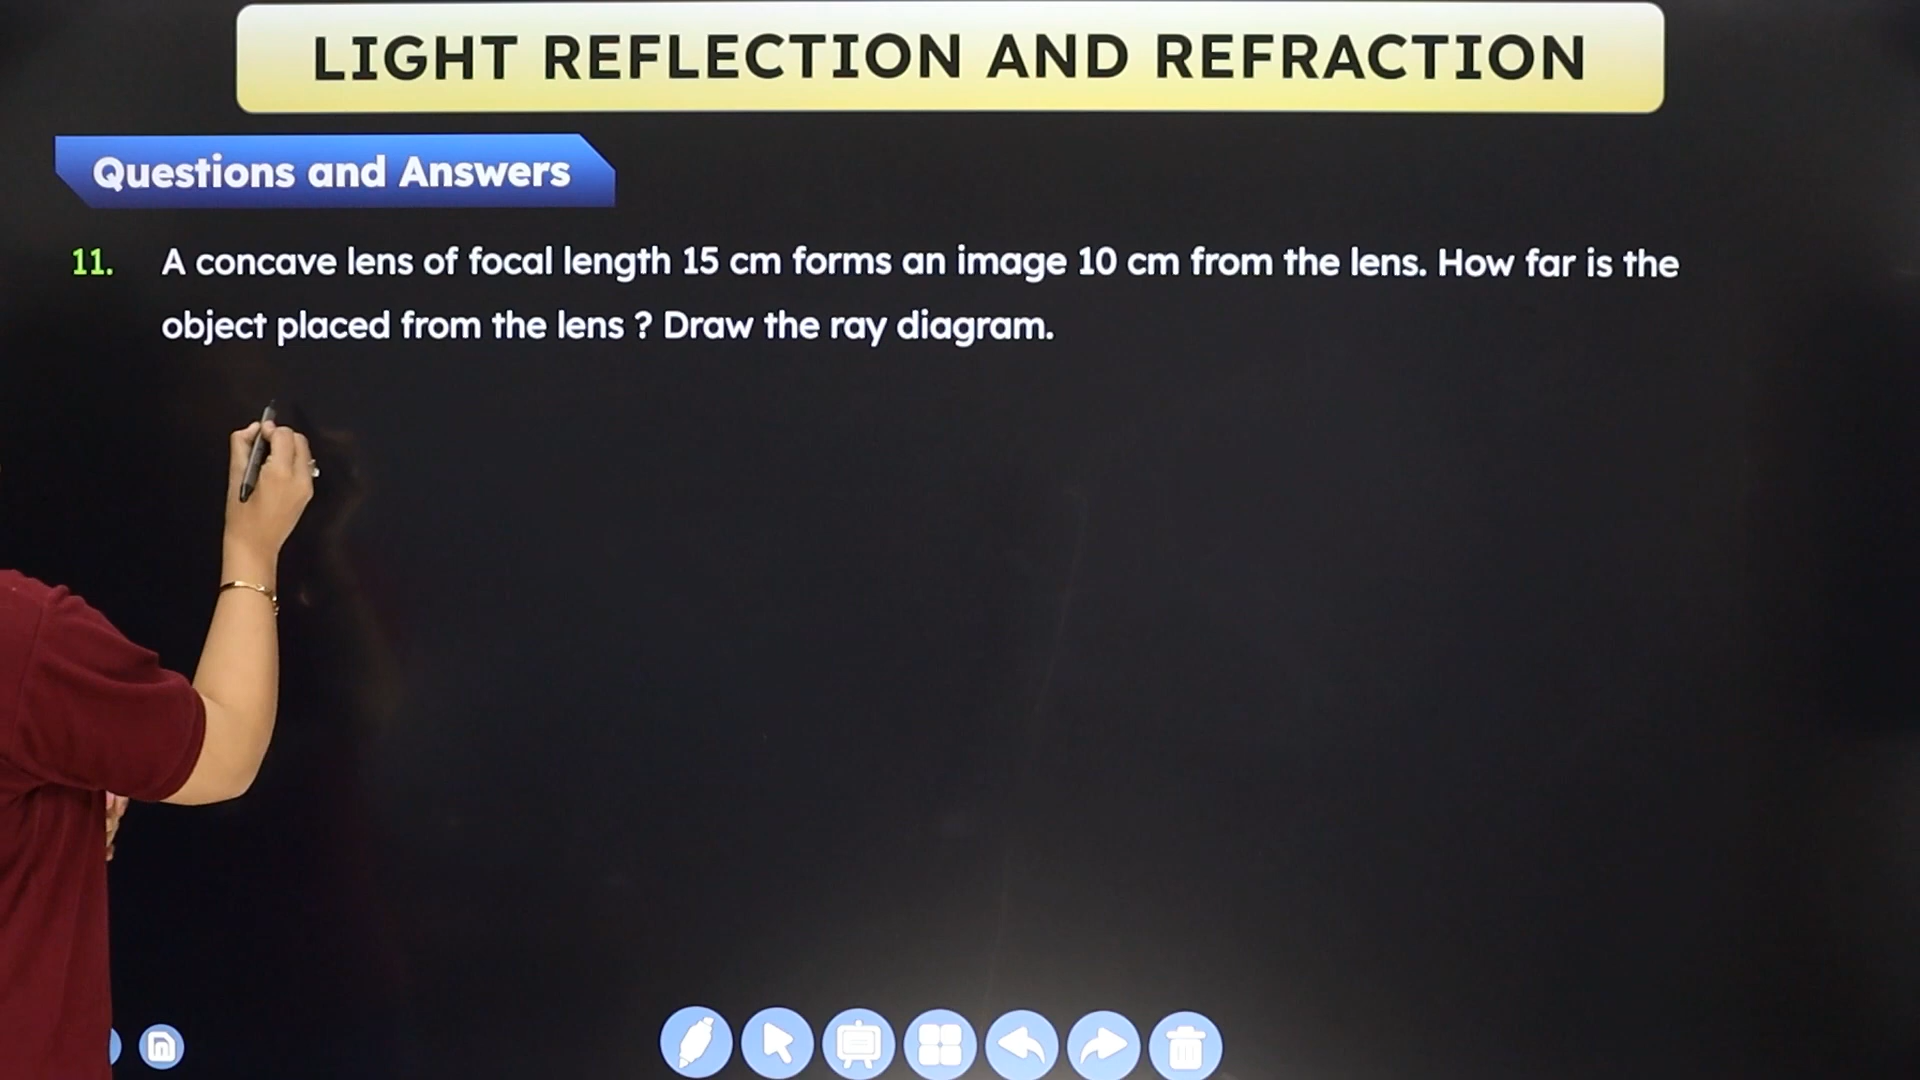 LIGHT REFLECTION AND REFRACTION
Questions and Answers
11. A concave lens of focal length 15 cm forms an image 10 cm from the lens. How far is the
object placed from the lens ? Draw the ray diagram.